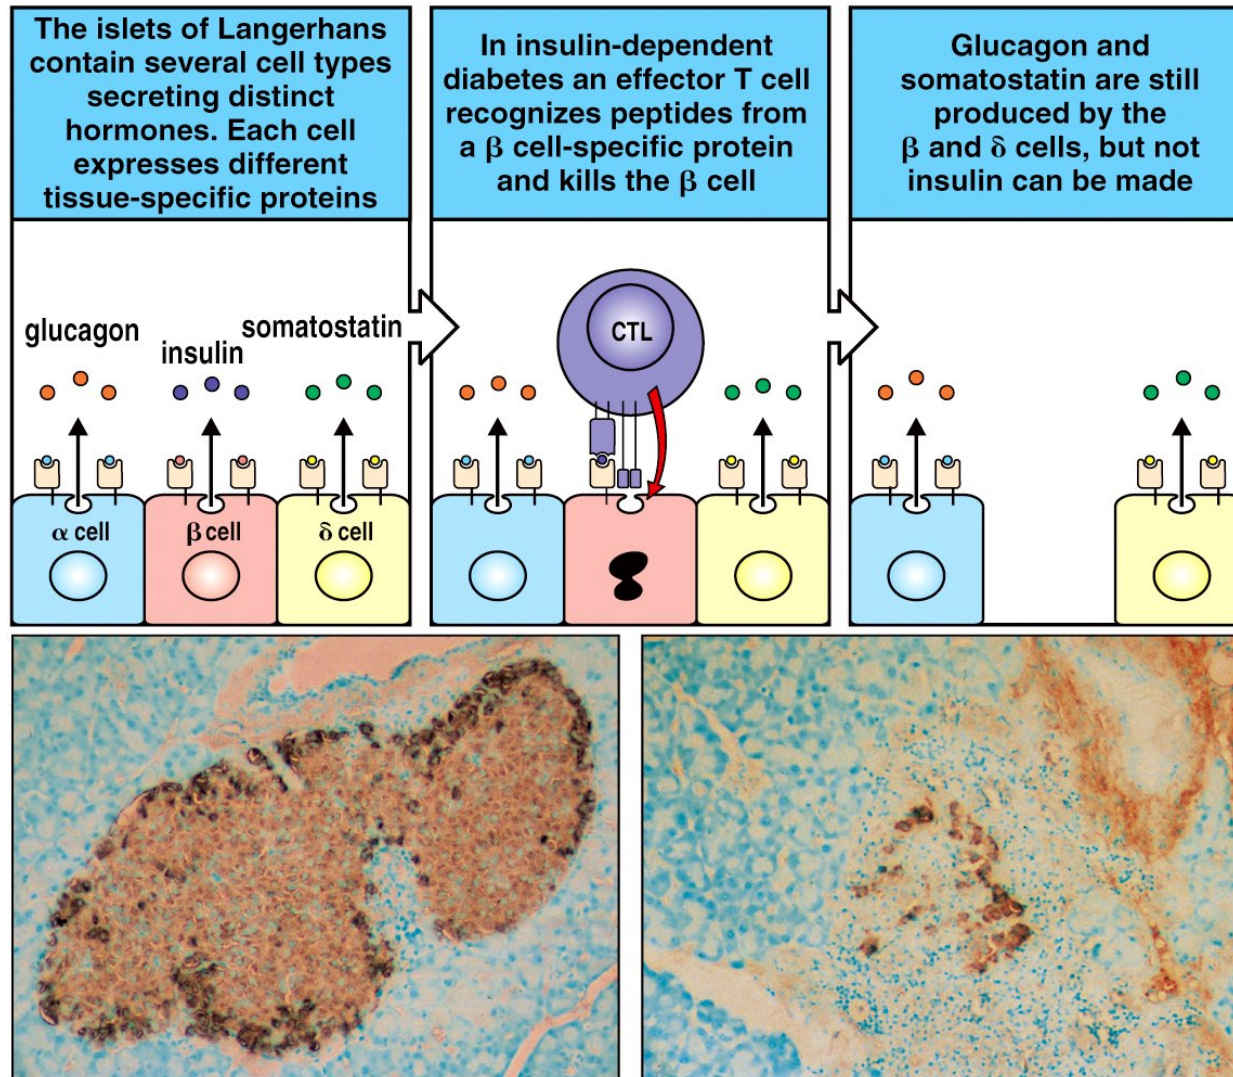 The islets of Langerhans
contain several cell types
secreting distinct
hormones. Each cell
expresses different
tissue-specific proteins
In insulin-dependent
diabetes an effector T cell
recognizes peptides from
a β cell-specific protein
and kills the β cell
Glucagon and
somatostatin are still
produced by the
β and δ cells, but not
insulin can be made
glucagon
insulin
somatostatin
α cell
β cell
δ cell
CTL